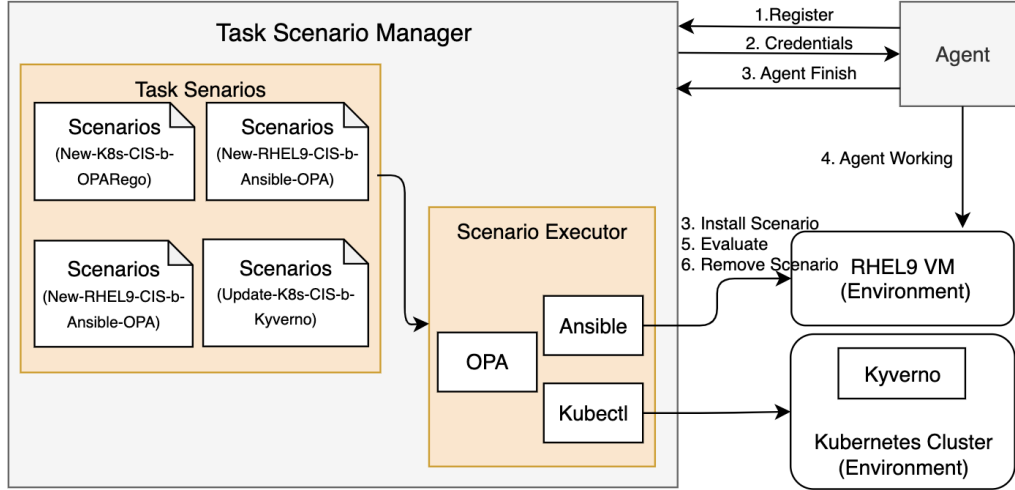 Task Scenario Manager
Task Senarios
Scenarios
(New-K8s-CIS-b-
OPARego)
Scenarios
(New-RHEL9-CIS-b-
Ansible-OPA)
Scenarios
(New-RHEL9-CIS-b-
Ansible-OPA)
Scenarios
(Update-K8s-CIS-b-
Kyverno)
Scenario Executor
OPA
Ansible
Kubectl
1.Register
2. Credentials
3. Agent Finish
Agent
4. Agent Working
3. Install Scenario
5. Evaluate
6. Remove Scenario
RHEL9 VM
(Environment)
Kyverno
Kubernetes Cluster
(Environment)